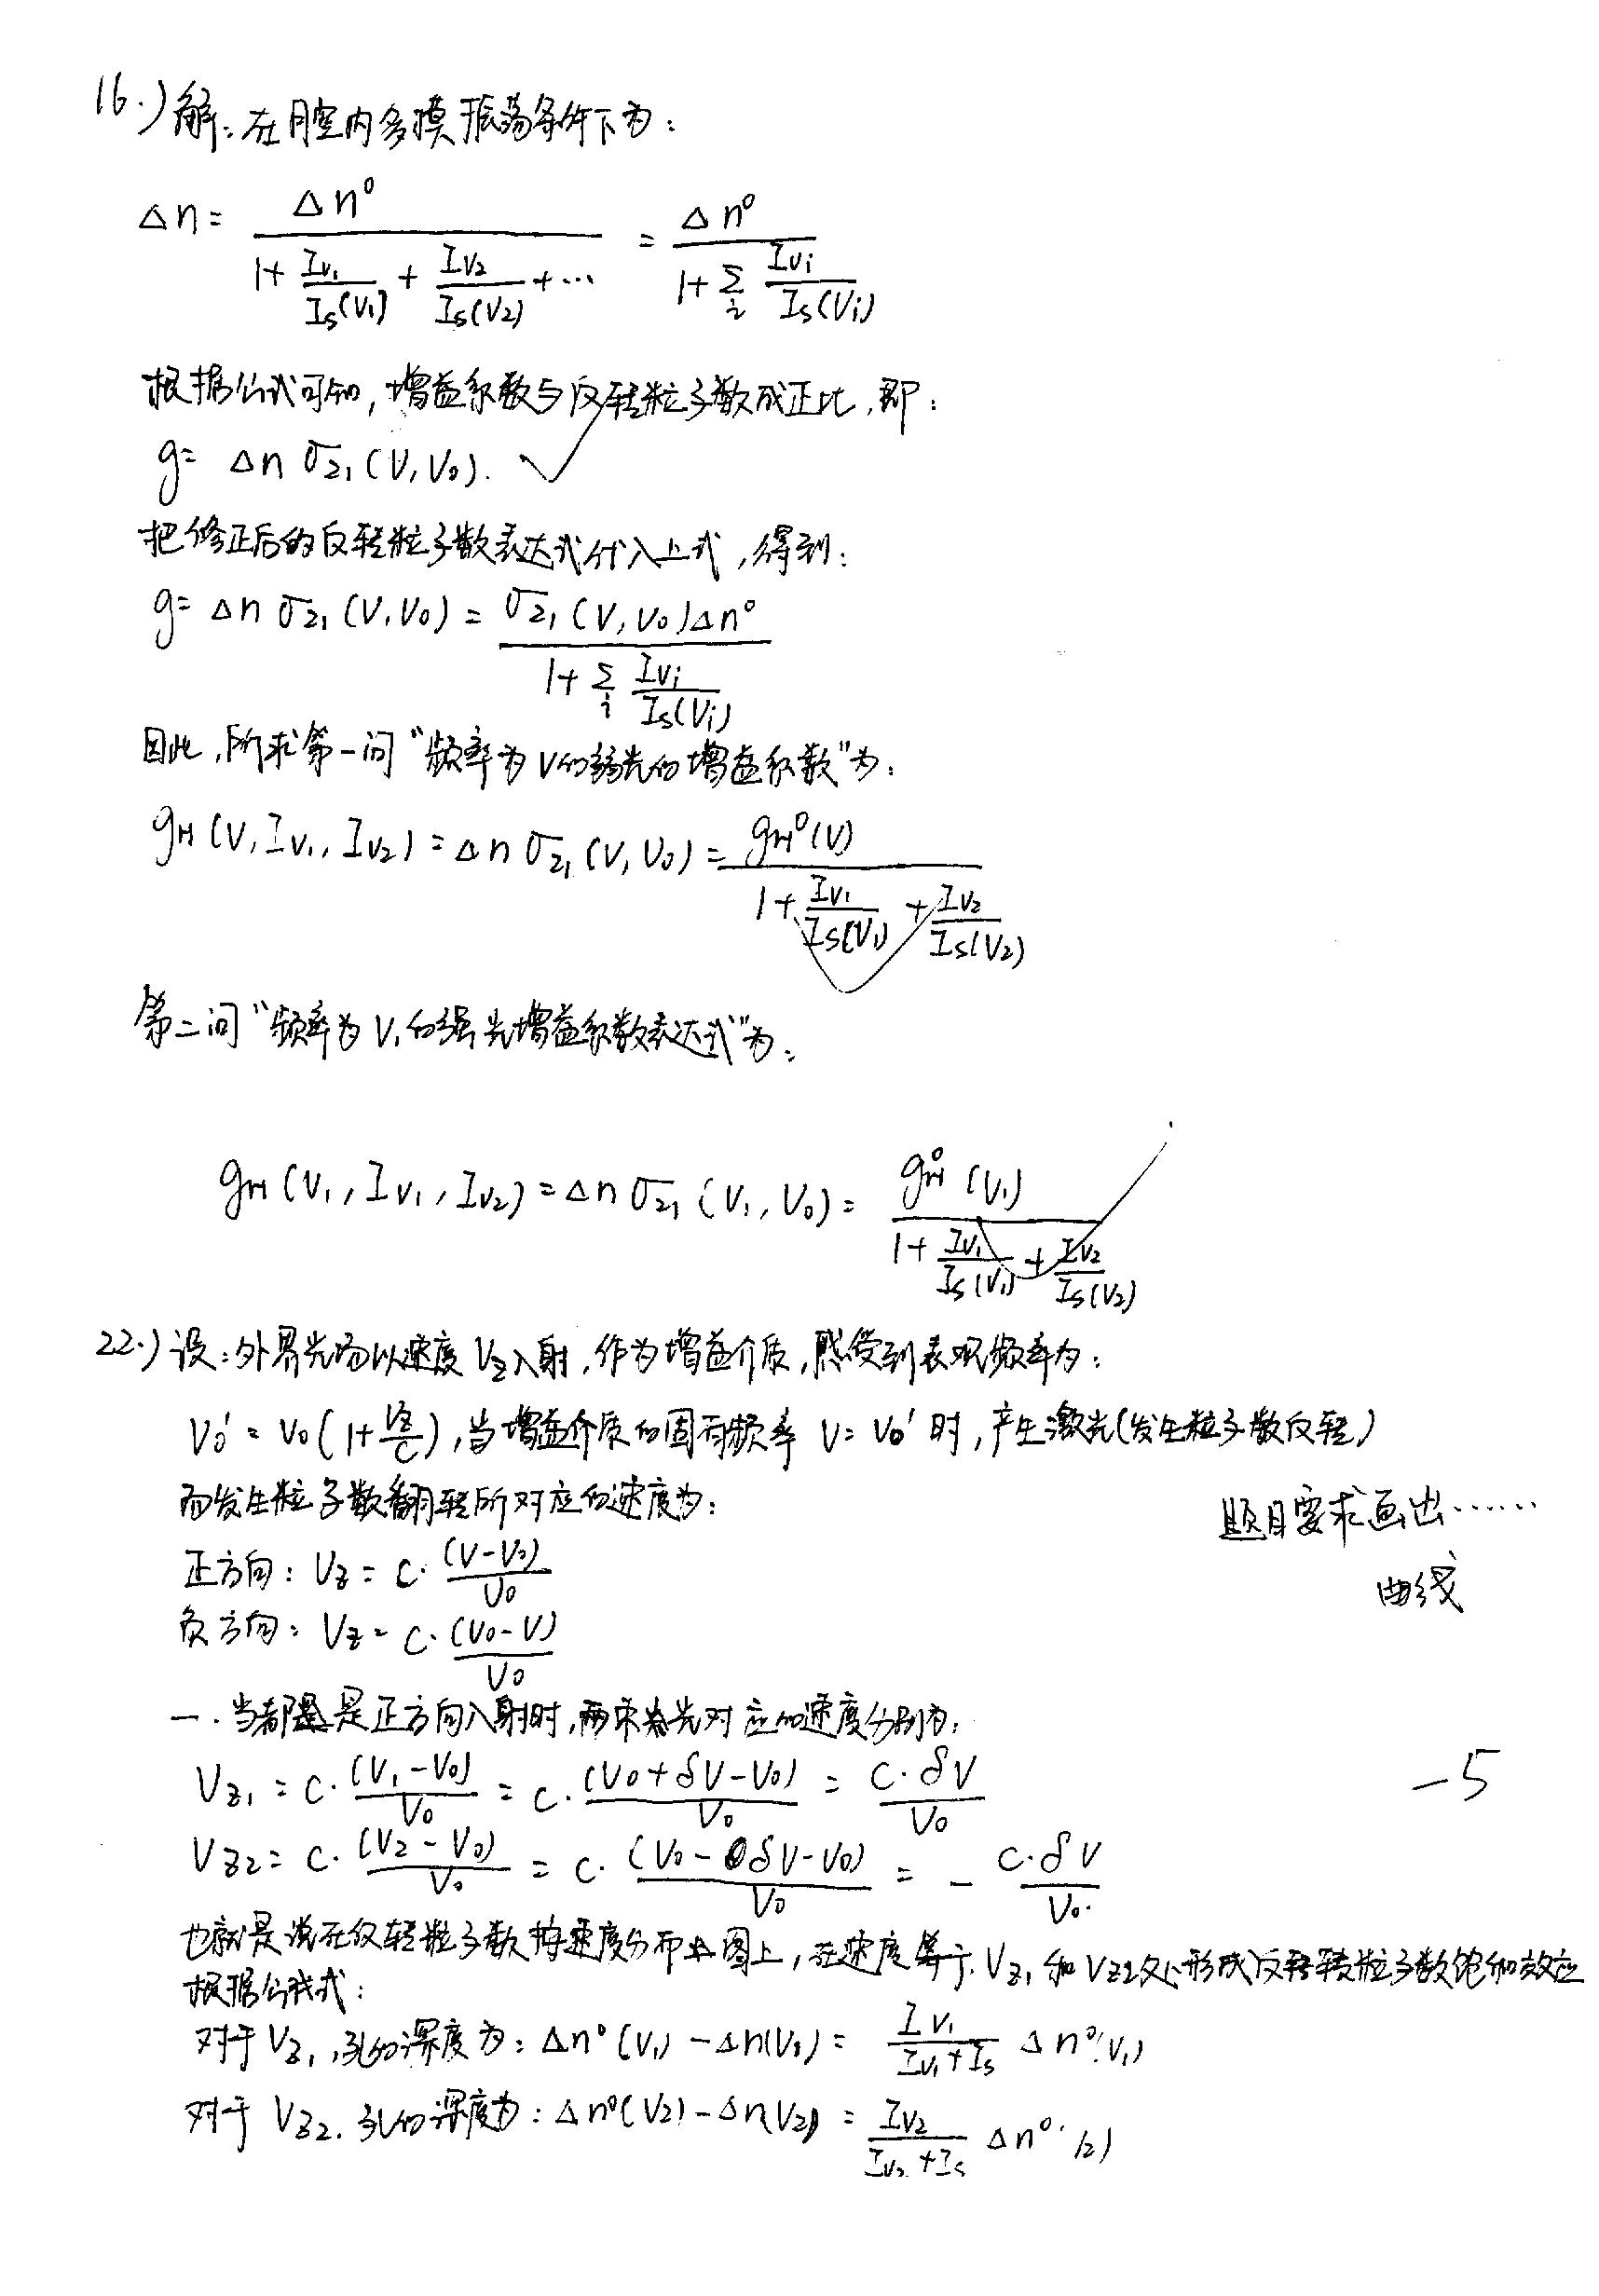 16.)解:在月空内多模振荡条件下为:
Δn = Δn⁰ / (1 + Iν₁/Is(ν₁) + Iν₂/Is(ν₂) + ⋯) = Δn⁰ / (1 + Σᵢ Iνi/Is(νi))
根据公式可知,增益系数与反转粒子数成正比,即:
g = Δn σ₂₁(ν,ν₀). ✓
把修正后的反转粒子数表达式代入上式,得到:
g = Δn σ₂₁(ν,ν₀) = σ₂₁(ν,ν₀)Δn⁰ / (1 + Σᵢ Iνi/Is(νi))
因此,所求第一问“频率为ν的弱光的增益系数”为:
gH(ν,Iν₁,Iν₂) = Δn σ₂₁(ν,ν₀) = gH⁰(ν) / (1 + Iν₁/Is(ν₁) + Iν₂/Is(ν₂)) ✓
第二问“频率为ν₁的强光增益系数表达式”为:
gH(ν₁,Iν₁,Iν₂) = Δn σ₂₁(ν₁,ν₀) = gH⁰(ν₁) / (1 + Iν₁/Is(ν₁) + Iν₂/Is(ν₂)) ✓
22.)设:外界光场以速度Vz入射,作为增益介质,感受到表观频率为:
ν₀' = ν₀(1+Vz/C),当增益介质的固有频率 ν=ν₀' 时,产生激光(发生粒子数反转)
而发生粒子数翻转所对应的速度为:
题目要求画出……
曲线
正方向: Vz = C·(ν-ν₀)/ν₀
负方向: Vz = C·(ν₀-ν)/ν₀
一.当都是正方向入射时,两束光对应的速度分别为:
Vz₁ = C·(ν₁-ν₀)/ν₀ = C·(ν₀+δν-ν₀)/ν₀ = C·δν/ν₀
-5
Vz₂ = C·(ν₂-ν₀)/ν₀ = C·(ν₀-δν-ν₀)/ν₀ = - C·δν/ν₀.
也就是说在反转粒子数按速度分布图上,在速度等于Vz₁和Vz₂处形成反转粒子数饱和效应
根据公式:
对于Vz₁,孔的深度为: Δn⁰(ν₁)-Δn(ν₁) = Iν₁/(Iν₁+Is) Δn⁰(ν₁)
对于Vz₂.孔的深度为: Δn⁰(ν₂)-Δn(ν₂) = Iν₂/(Iν₂+Is) Δn⁰